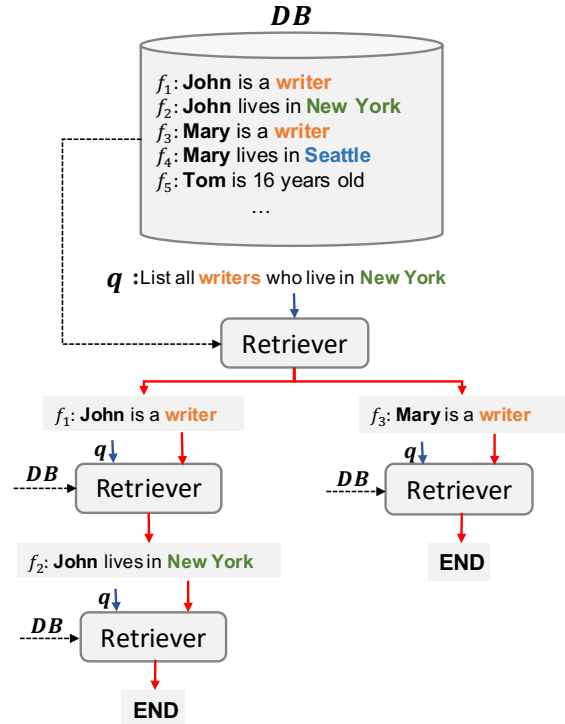 DB
f₁: John is a writer
f₂: John lives in New York
f₃: Mary is a writer
f₄: Mary lives in Seattle
f₅: Tom is 16 years old
...
q :List all writers who live in New York
Retriever
f₁: John is a writer
f₃: Mary is a writer
q
q
DB
Retriever
DB
Retriever
f₂: John lives in New York
END
q
DB
Retriever
END